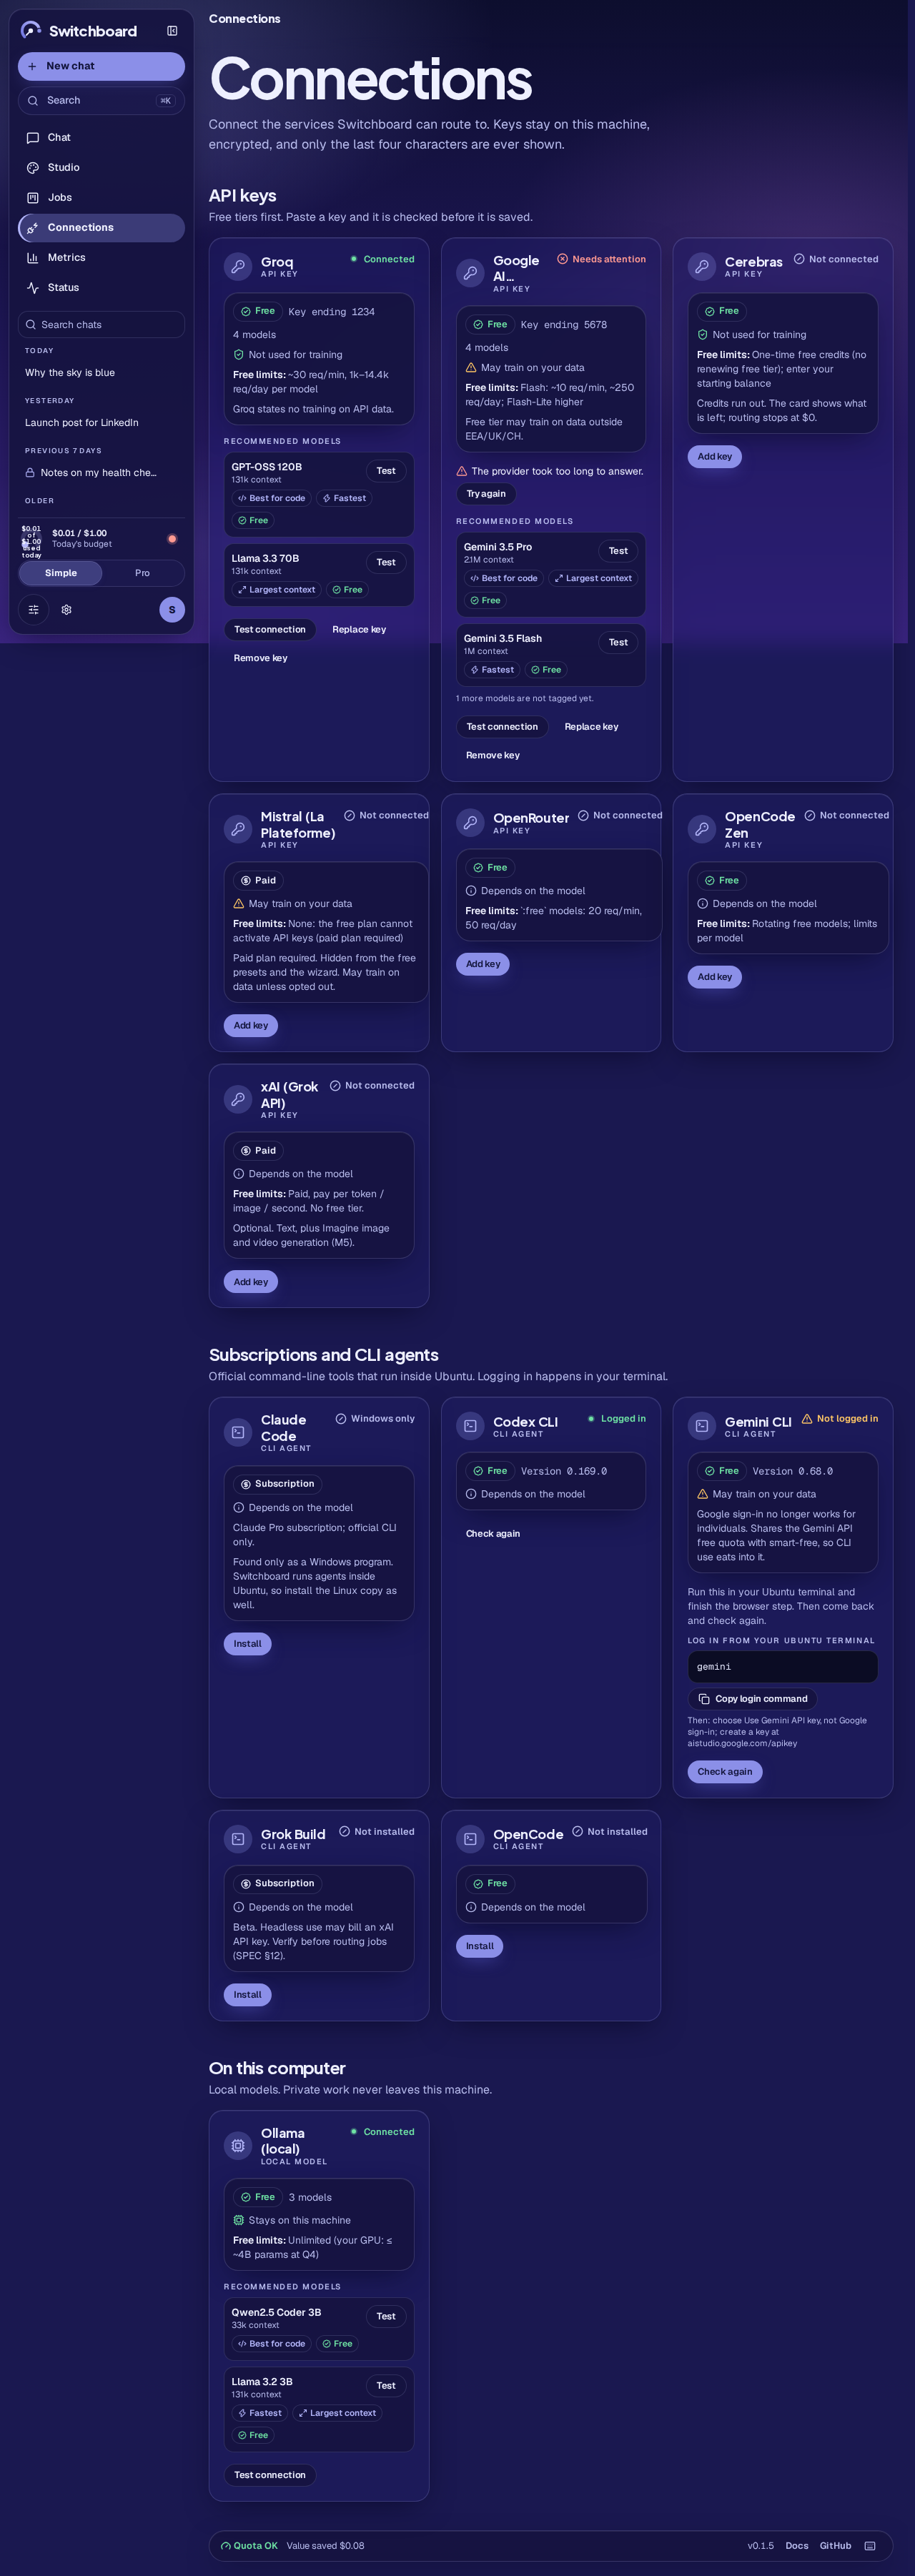 Switchboard
New chat
Search
⌘K
Chat
Studio
Jobs
Connections
Metrics
Status
Search chats
TODAY
Why the sky is blue
YESTERDAY
Launch post for LinkedIn
PREVIOUS 7 DAYS
Notes on my health che...
OLDER
$0.01
of
$1.00
used
today
$0.01 / $1.00
Today's budget
Simple
Pro
S
Connections
Connections
Connect the services Switchboard can route to. Keys stay on this machine,
encrypted, and only the last four characters are ever shown.
API keys
Free tiers first. Paste a key and it is checked before it is saved.
Groq
API KEY
Connected
Free
Key ending 1234
4 models
Not used for training
Free limits: ~30 req/min, 1k–14.4k
req/day per model
Groq states no training on API data.
RECOMMENDED MODELS
GPT-OSS 120B
131k context
Test
Best for code
Fastest
Free
Llama 3.3 70B
131k context
Test
Largest context
Free
Test connection
Replace key
Remove key
Google
AI...
API KEY
Needs attention
Free
Key ending 5678
4 models
May train on your data
Free limits: Flash: ~10 req/min, ~250
req/day; Flash-Lite higher
Free tier may train on data outside
EEA/UK/CH.
The provider took too long to answer.
Try again
RECOMMENDED MODELS
Gemini 3.5 Pro
2.1M context
Test
Best for code
Largest context
Free
Gemini 3.5 Flash
1M context
Test
Fastest
Free
1 more models are not tagged yet.
Test connection
Replace key
Remove key
Cerebras
API KEY
Not connected
Free
Not used for training
Free limits: One-time free credits (no
renewing free tier); enter your
starting balance
Credits run out. The card shows what
is left; routing stops at $0.
Add key
Mistral (La
Plateforme)
API KEY
Not connected
Paid
May train on your data
Free limits: None: the free plan cannot
activate API keys (paid plan required)
Paid plan required. Hidden from the free
presets and the wizard. May train on
data unless opted out.
Add key
OpenRouter
API KEY
Not connected
Free
Depends on the model
Free limits: `:free` models: 20 req/min,
50 req/day
Add key
OpenCode
Zen
API KEY
Not connected
Free
Depends on the model
Free limits: Rotating free models; limits
per model
Add key
xAI (Grok
API)
API KEY
Not connected
Paid
Depends on the model
Free limits: Paid, pay per token /
image / second. No free tier.
Optional. Text, plus Imagine image
and video generation (M5).
Add key
Subscriptions and CLI agents
Official command-line tools that run inside Ubuntu. Logging in happens in your terminal.
Claude
Code
CLI AGENT
Windows only
Subscription
Depends on the model
Claude Pro subscription; official CLI
only.
Found only as a Windows program.
Switchboard runs agents inside
Ubuntu, so install the Linux copy as
well.
Install
Codex CLI
CLI AGENT
Logged in
Free
Version 0.169.0
Depends on the model
Check again
Gemini CLI
CLI AGENT
Not logged in
Free
Version 0.68.0
May train on your data
Google sign-in no longer works for
individuals. Shares the Gemini API
free quota with smart-free, so CLI
use eats into it.
Run this in your Ubuntu terminal and
finish the browser step. Then come back
and check again.
LOG IN FROM YOUR UBUNTU TERMINAL
gemini
Copy login command
Then: choose Use Gemini API key, not Google
sign-in; create a key at
aistudio.google.com/apikey
Check again
Grok Build
CLI AGENT
Not installed
Subscription
Depends on the model
Beta. Headless use may bill an xAI
API key. Verify before routing jobs
(SPEC §12).
Install
OpenCode
CLI AGENT
Not installed
Free
Depends on the model
Install
On this computer
Local models. Private work never leaves this machine.
Ollama
(local)
LOCAL MODEL
Connected
Free
3 models
Stays on this machine
Free limits: Unlimited (your GPU: ≤
~4B params at Q4)
RECOMMENDED MODELS
Qwen2.5 Coder 3B
33k context
Test
Best for code
Free
Llama 3.2 3B
131k context
Test
Fastest
Largest context
Free
Test connection
Quota OK
Value saved $0.08
v0.1.5
Docs
GitHub